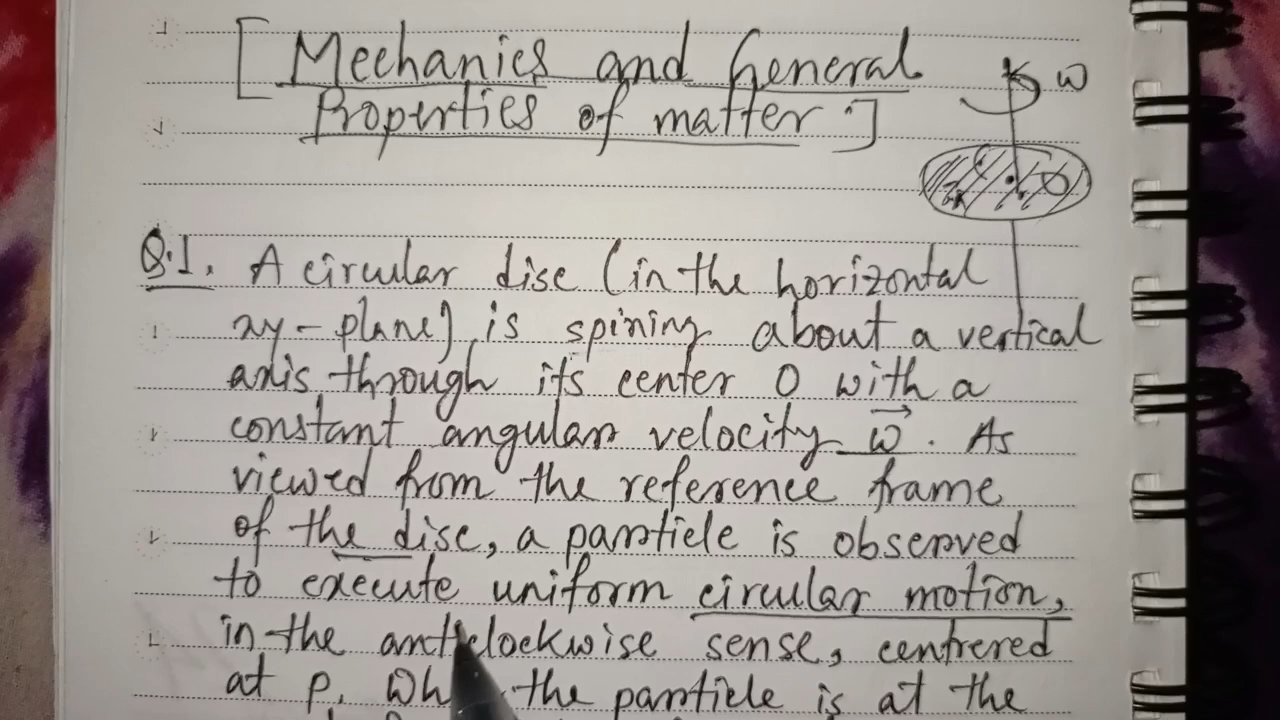 [Mechanics and General
Properties of matter.]
ω
Q.1. A circular disc (in the horizontal
xy-plane) is spining about a vertical
axis through its center O with a
constant angular velocity ω⃗. As
viewed from the reference frame
of the disc, a particle is observed
to execute uniform circular motion,
in the anticlockwise sense, centrered
at P. the particle is at the